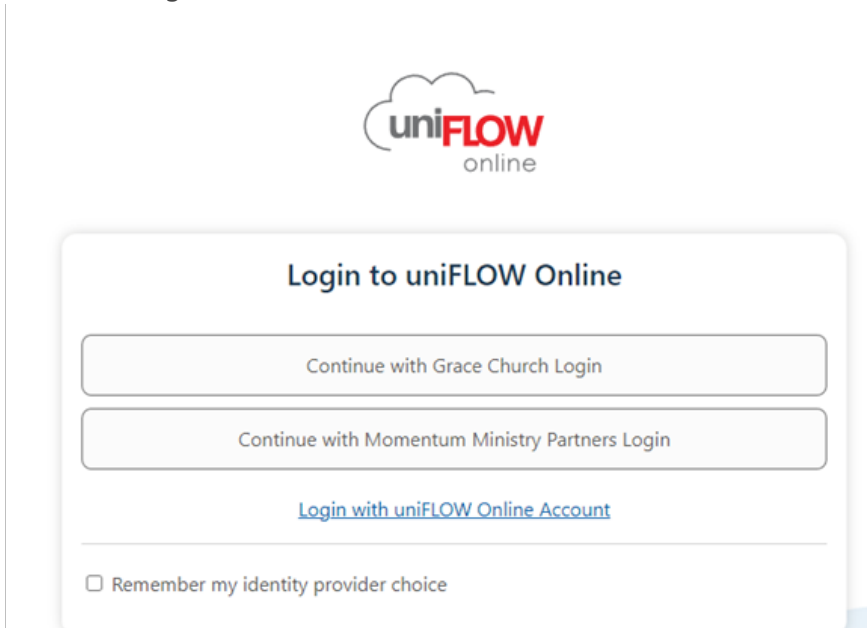 uniFLOW
online
Login to uniFLOW Online
Continue with Grace Church Login
Continue with Momentum Ministry Partners Login
Login with uniFLOW Online Account
Remember my identity provider choice